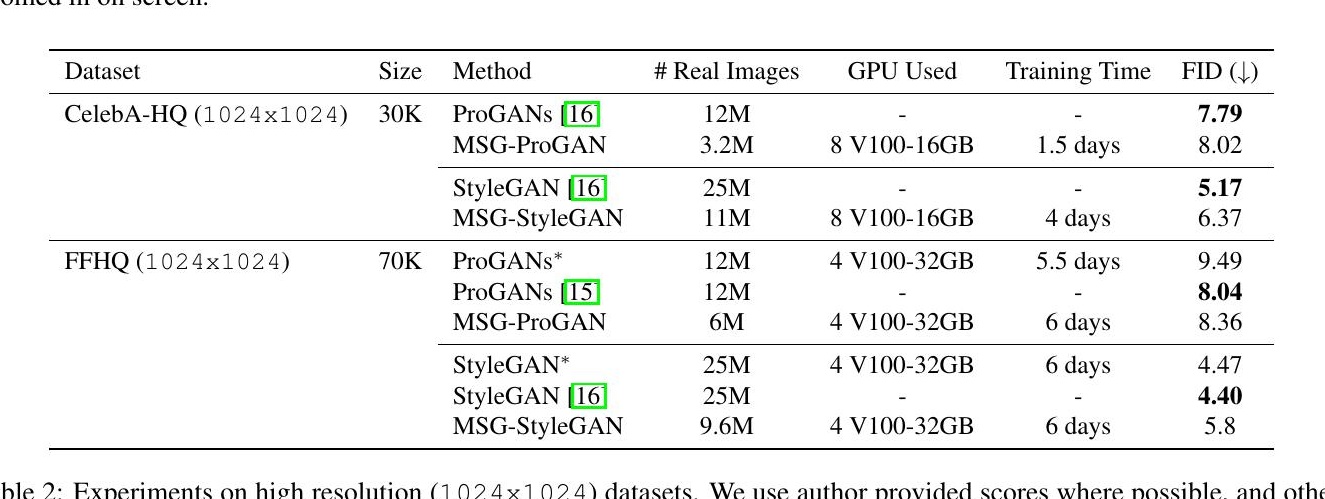 omed in on screen.
Dataset Size Method # Real Images GPU Used Training Time FID (↓)
CelebA-HQ (1024x1024) 30K ProGANs [16] 12M - - 7.79
MSG-ProGAN 3.2M 8 V100-16GB 1.5 days 8.02
StyleGAN [16] 25M - - 5.17
MSG-StyleGAN 11M 8 V100-16GB 4 days 6.37
FFHQ (1024x1024) 70K ProGANs* 12M 4 V100-32GB 5.5 days 9.49
ProGANs [15] 12M - - 8.04
MSG-ProGAN 6M 4 V100-32GB 6 days 8.36
StyleGAN* 25M 4 V100-32GB 6 days 4.47
StyleGAN [16] 25M - - 4.40
MSG-StyleGAN 9.6M 4 V100-32GB 6 days 5.8
ble 2: Experiments on high resolution (1024x1024) datasets. We use author provided scores where possible, and othe